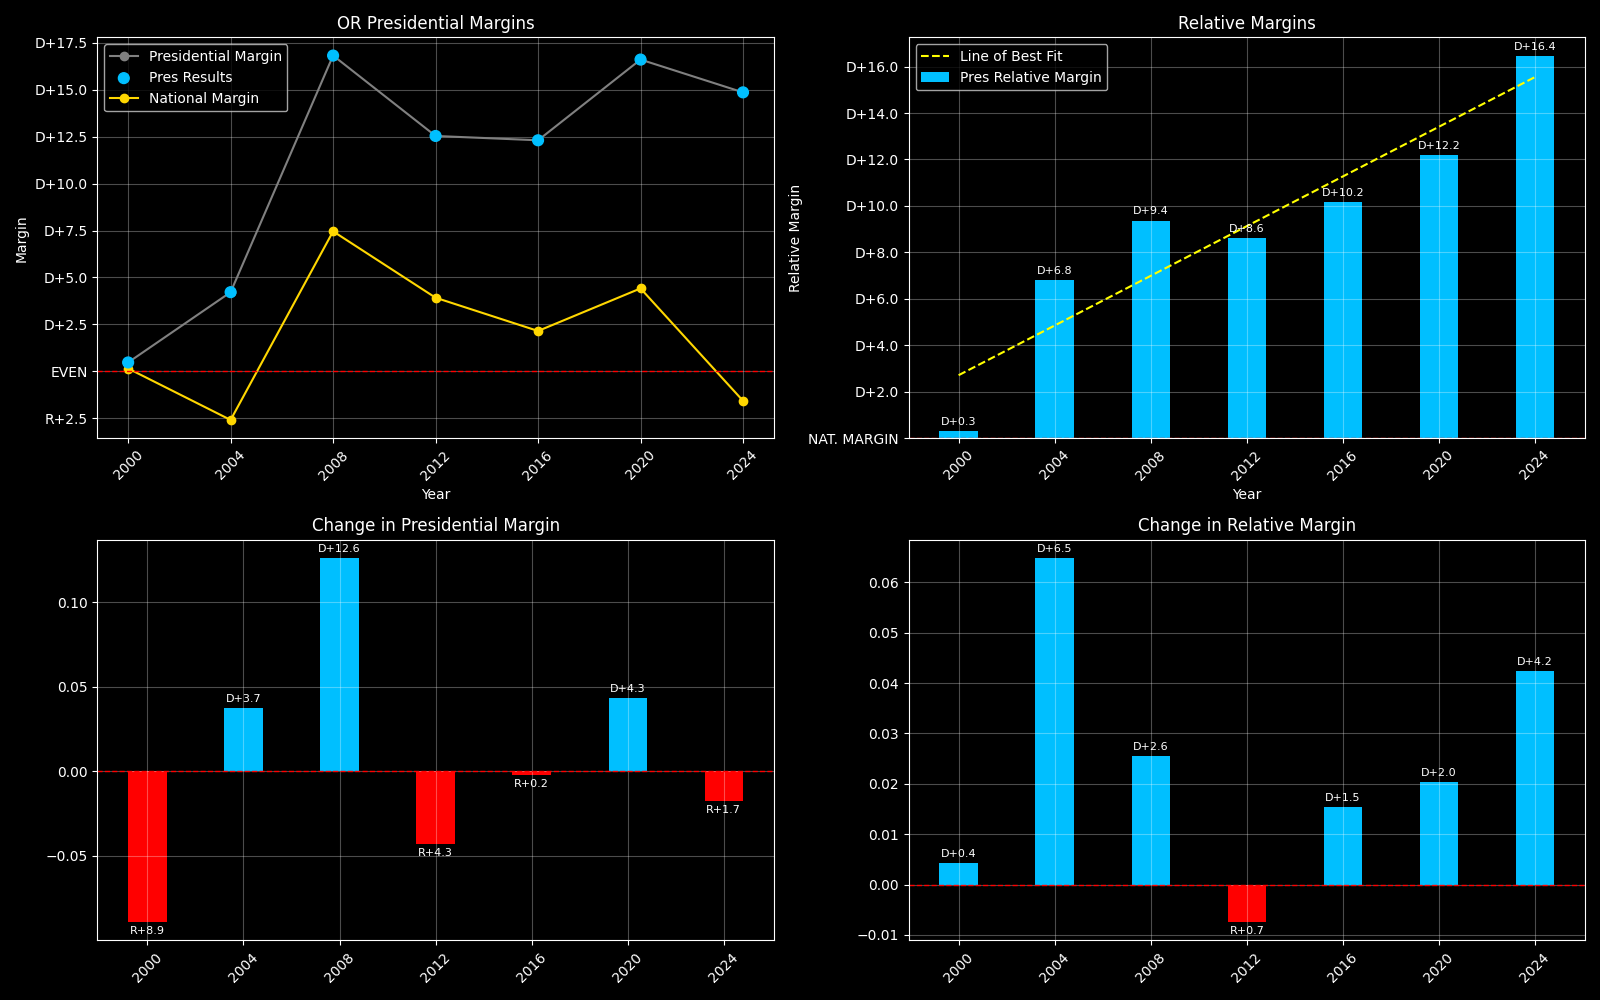 OR Presidential Margins
Presidential Margin
Pres Results
National Margin
D+17.5
D+15.0
D+12.5
D+10.0
D+7.5
D+5.0
D+2.5
EVEN
R+2.5
Margin
2000
2004
2008
2012
2016
2020
2024
Year
Relative Margins
Line of Best Fit
Pres Relative Margin
D+16.0
D+14.0
D+12.0
D+10.0
D+8.0
D+6.0
D+4.0
D+2.0
NAT. MARGIN
Relative Margin
D+0.3
D+6.8
D+9.4
D+8.6
D+10.2
D+12.2
D+16.4
2000
2004
2008
2012
2016
2020
2024
Year
Change in Presidential Margin
0.10
0.05
0.00
−0.05
R+8.9
D+3.7
D+12.6
R+4.3
R+0.2
D+4.3
R+1.7
2000
2004
2008
2012
2016
2020
2024
Change in Relative Margin
0.06
0.05
0.04
0.03
0.02
0.01
0.00
−0.01
D+0.4
D+6.5
D+2.6
R+0.7
D+1.5
D+2.0
D+4.2
2000
2004
2008
2012
2016
2020
2024